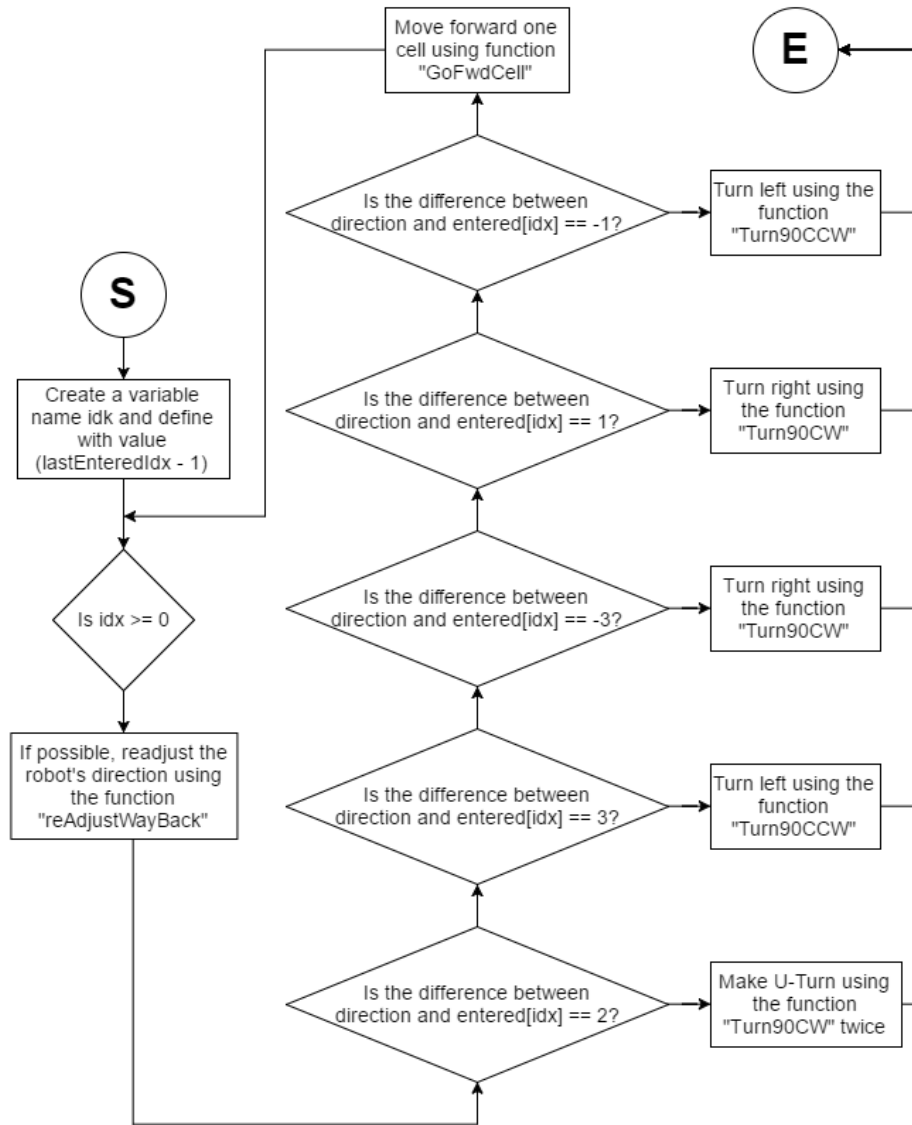 S
Create a variable
name idk and define
with value
(lastEnteredIdx - 1)
Is idx >= 0
If possible, readjust the
robot's direction using
the function
"reAdjustWayBack"
Move forward one
cell using function
"GoFwdCell"
Is the difference between
direction and entered[idx] == -1?
Is the difference between
direction and entered[idx] == 1?
Is the difference between
direction and entered[idx] == -3?
Is the difference between
direction and entered[idx] == 3?
Is the difference between
direction and entered[idx] == 2?
E
Turn left using the
function
"Turn90CCW"
Turn right using
the function
"Turn90CW"
Turn right using
the function
"Turn90CW"
Turn left using the
function
"Turn90CCW"
Make U-Turn using
the function
"Turn90CW" twice